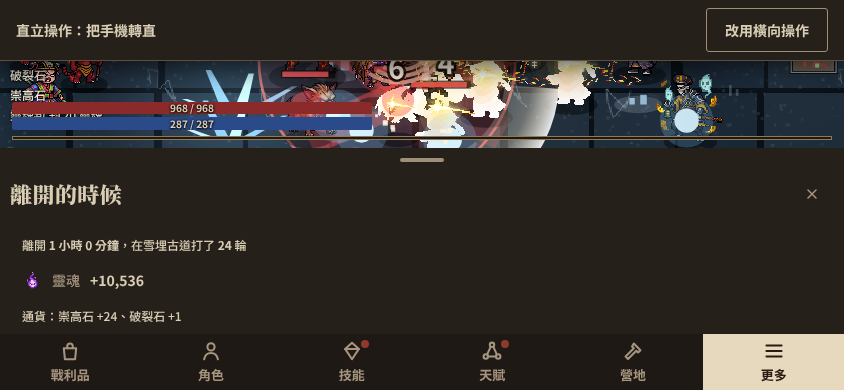 直立操作：把手機轉直
改用橫向操作
破裂石
崇高石
6
4
968 / 968
287 / 287
離開的時候
離開 1 小時 0 分鐘，在雪埋古道打了 24 輪
靈魂 +10,536
通貨：崇高石 +24、破裂石 +1
戰利品
角色
技能
天賦
營地
更多